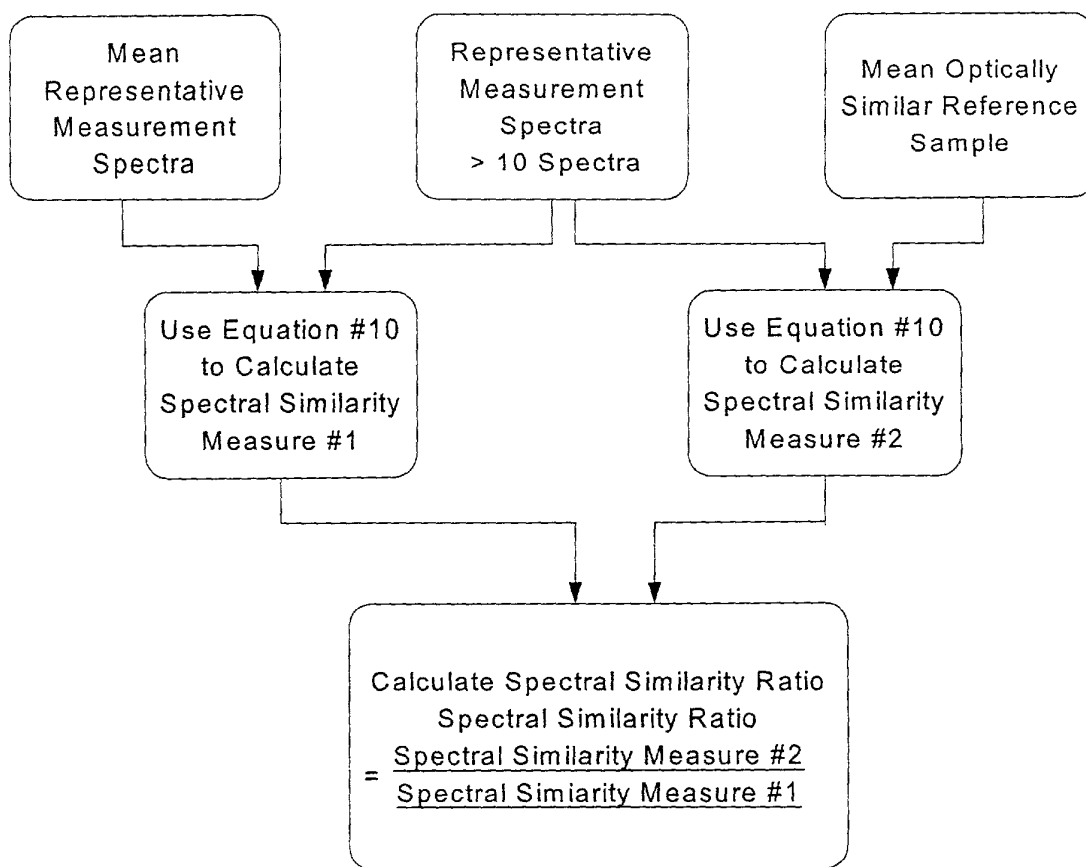 Mean
Representative
Measurement
Spectra
Representative
Measurement
Spectra
> 10 Spectra
Mean Optically
Similar Reference
Sample
Use Equation #10
to Calculate
Spectral Similarity
Measure #1
Use Equation #10
to Calculate
Spectral Similarity
Measure #2
Calculate Spectral Similarity Ratio
Spectral Similarity Ratio
= Spectral Similarity Measure #2
Spectral Simiarity Measure #1